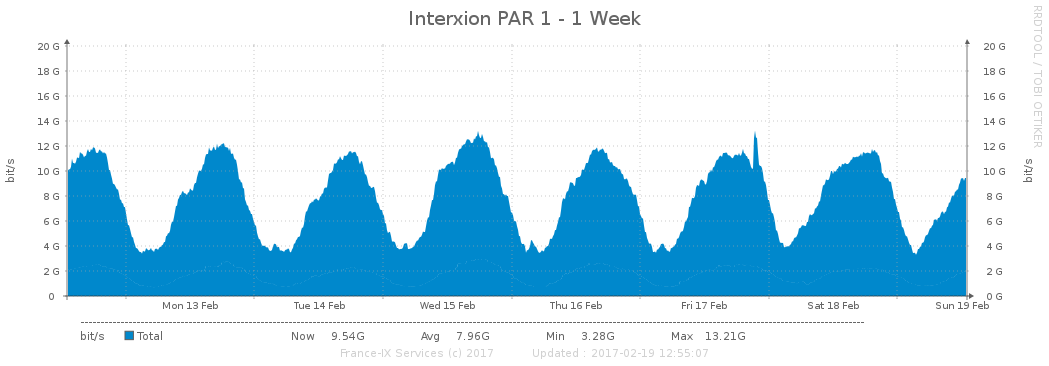 Interxion PAR 1 - 1 Week
RRDTOOL / TOBI OETIKER
bit/s
20 G 20 G
18 G 18 G
16 G 16 G
14 G 14 G
12 G 12 G
10 G 10 G
8 G 8 G
6 G 6 G
4 G 4 G
2 G 2 G
0 0 G
bit/s
Mon 13 Feb Tue 14 Feb Wed 15 Feb Thu 16 Feb Fri 17 Feb Sat 18 Feb Sun 19 Feb
bit/s Total Now 9.54G Avg 7.96G Min 3.28G Max 13.21G
France-IX Services (c) 2017 Updated : 2017-02-19 12:55:07